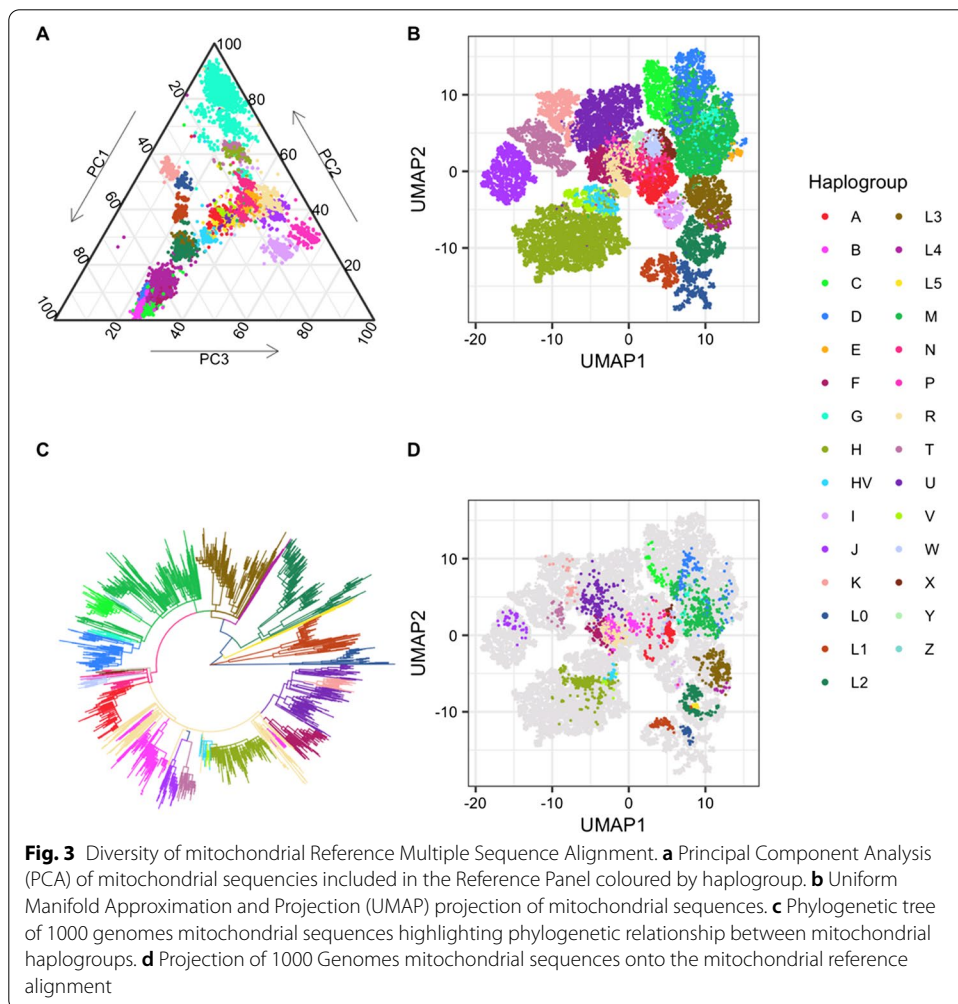 A
100
20
80
40
60
60
40
80
20
100
20
40
60
80
100
PC1
PC2
PC3
B
-20
-10
0
10
10
0
-10
UMAP2
-20
-10
0
10
UMAP1
Haplogroup
A
B
C
D
E
F
G
H
HV
I
J
K
L0
L1
L2
L3
L4
L5
M
N
P
R
T
U
V
W
X
Y
Z
C
D
10
0
-10
UMAP2
-20
-10
0
10
UMAP1
Fig. 3 Diversity of mitochondrial Reference Multiple Sequence Alignment. a Principal Component Analysis
(PCA) of mitochondrial sequencies included in the Reference Panel coloured by haplogroup. b Uniform
Manifold Approximation and Projection (UMAP) projection of mitochondrial sequences. c Phylogenetic tree
of 1000 genomes mitochondrial sequences highlighting phylogenetic relationship between mitochondrial
haplogroups. d Projection of 1000 Genomes mitochondrial sequences onto the mitochondrial reference
alignment